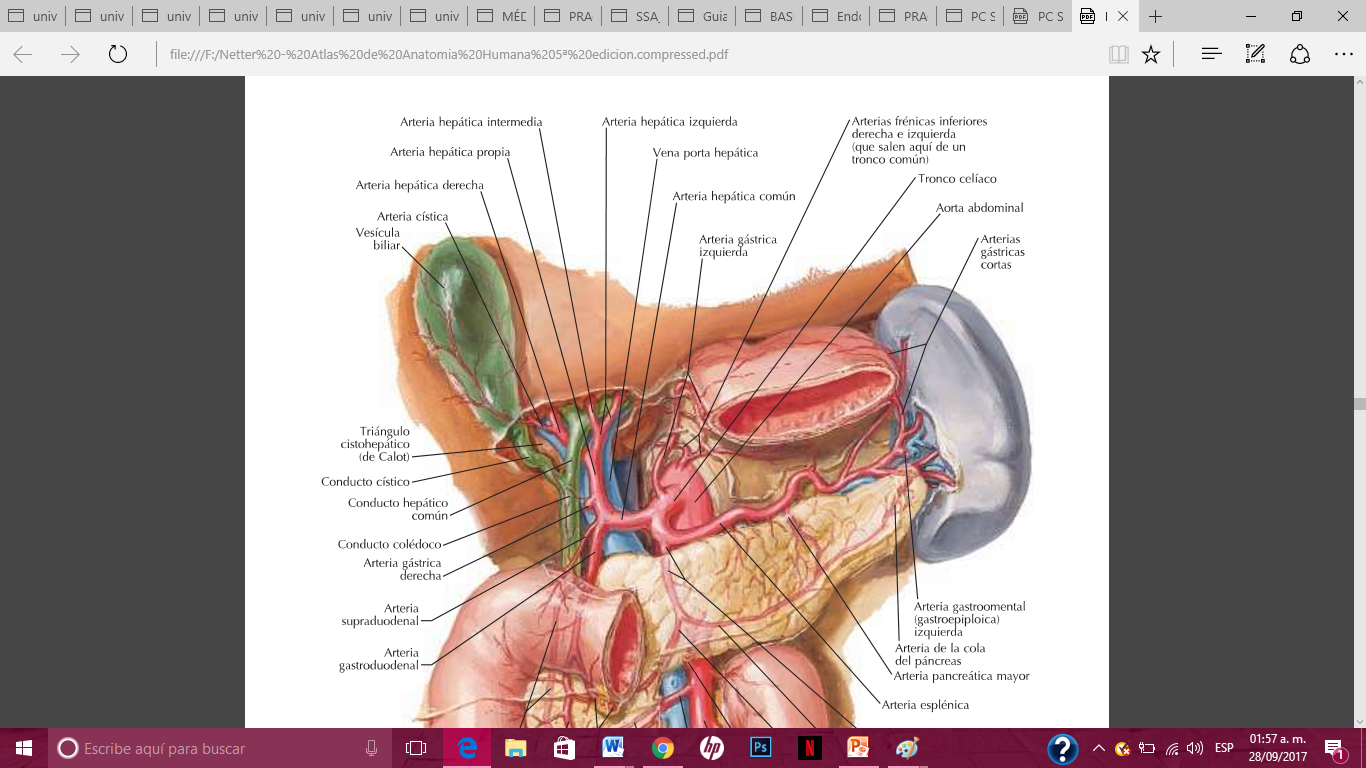 univ
univ
univ
univ
univ
univ
univ
MÉD
PRA
SSA
Guia
BAS
Endo
PRA
PC S
PC S
file:///F:/Netter%20-%20Atlas%20de%20Anatomia%20Humana%205ª%20edicion.compressed.pdf
Arteria hepática intermedia
Arteria hepática izquierda
Arterias frénicas inferiores
derecha e izquierda
(que salen aquí de un
tronco común)
Arteria hepática propia
Vena porta hepática
Tronco celíaco
Arteria hepática derecha
Arteria hepática común
Aorta abdominal
Arteria cística
Vesícula
biliar
Arteria gástrica
izquierda
Arterias
gástricas
cortas
Triángulo
cistohepático
(de Calot)
Conducto cístico
Conducto hepático
común
Conducto colédoco
Arteria gástrica
derecha
Arteria
supraduodenal
Arteria
gastroduodenal
Arteria gastroomental
(gastroepiploica)
izquierda
Arteria de la cola
del páncreas
Arteria pancreática mayor
Arteria esplénica
Escribe aquí para buscar
ESP
01:57 a. m.
28/09/2017
1